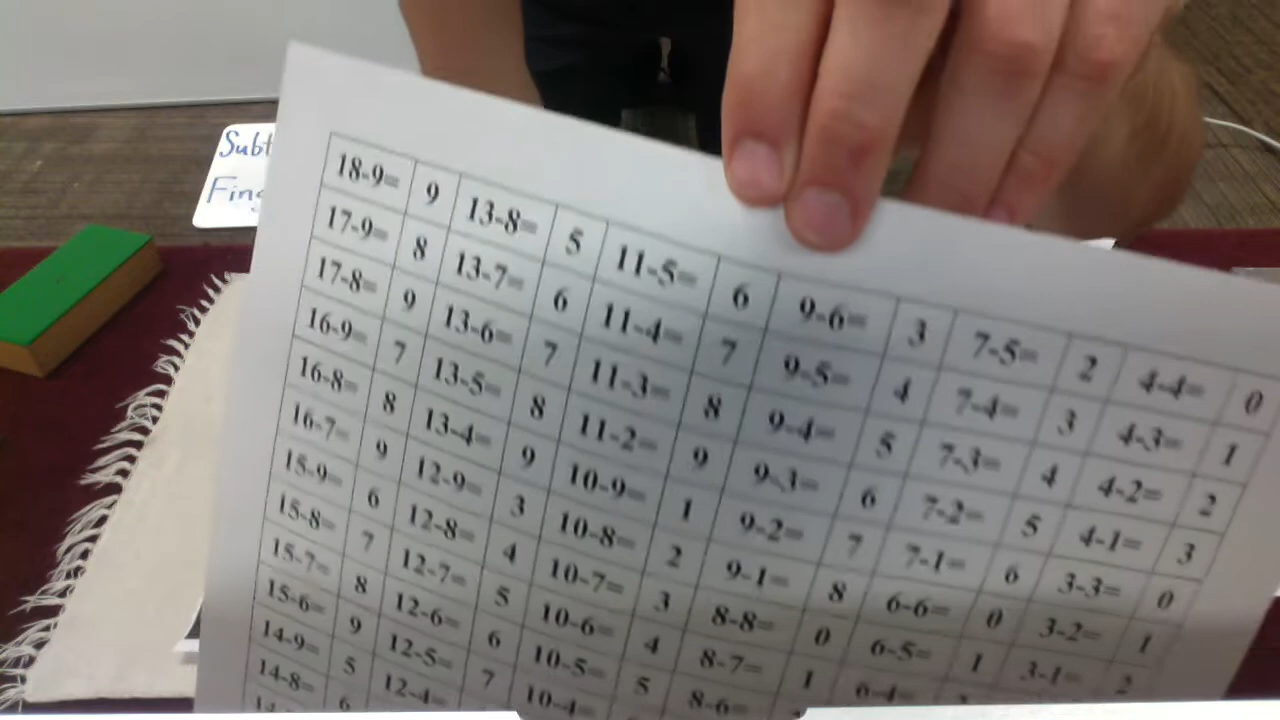 Subt
Fing
18-9= 9 13-8= 5 11-5= 6 9-6= 3 7-5= 2 4-4= 0
17-9= 8 13-7= 6 11-4= 7 9-5= 4 7-4= 3 4-3= 1
17-8= 9 13-6= 7 11-3= 8 9-4= 5 7-3= 4 4-2= 2
16-9= 7 13-5= 8 11-2= 9 9-3= 6 7-2= 5 4-1= 3
16-8= 8 13-4= 9 10-9= 1 9-2= 7 7-1= 6 3-3= 0
16-7= 9 12-9= 3 10-8= 2 9-1= 8 6-6= 0 3-2= 1
15-9= 6 12-8= 4 10-7= 3 8-8= 0 6-5= 1 3-1= 2
15-8= 7 12-7= 5 10-6= 4 8-7= 1 6-4=
15-7= 8 12-6= 6 10-5= 5 8-6=
15-6= 9 12-5= 7 10-4=
14-9= 5 12-4=
14-8= 6